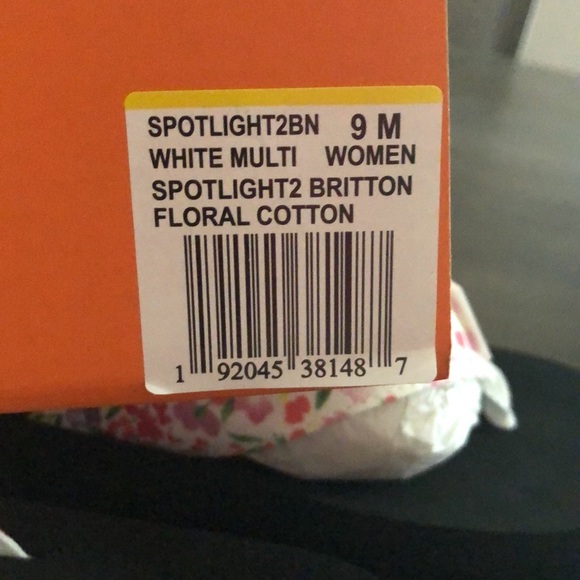 SPOTLIGHT2BN 9 M
WHITE MULTI WOMEN
SPOTLIGHT2 BRITTON
FLORAL COTTON
1 92045 38148 7